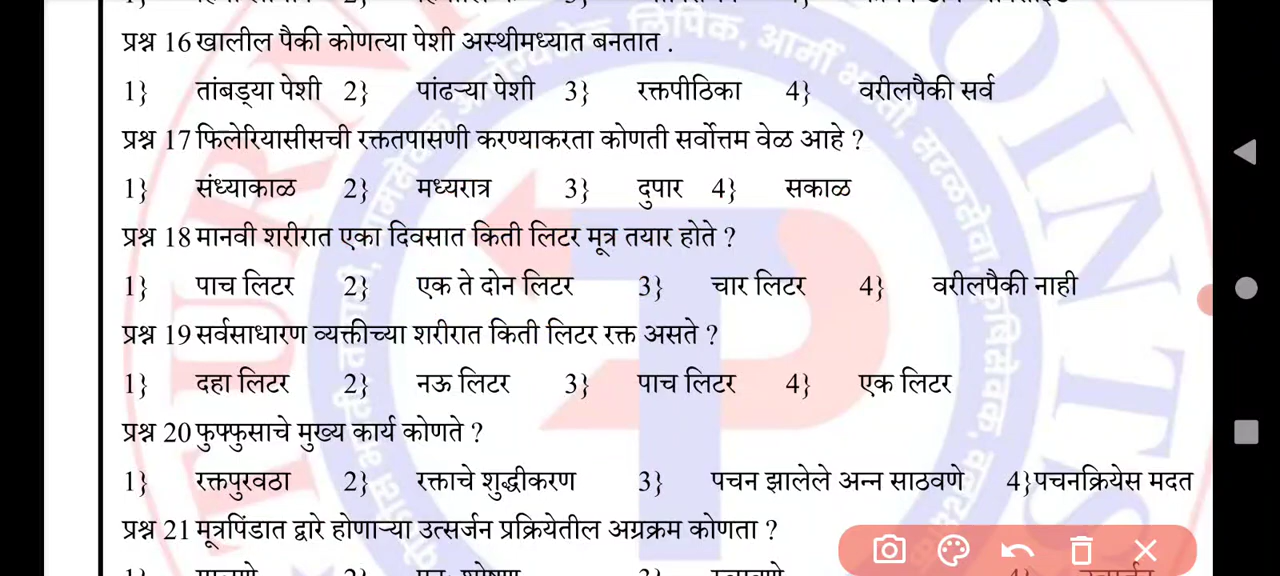 प्रश्न 16 खालील पैकी कोणत्या पेशी अस्थीमध्यात बनतात .
1} तांबड्या पेशी 2} पांढऱ्या पेशी 3} रक्तपीठिका 4} वरीलपैकी सर्व
प्रश्न 17 फिलेरियासीसची रक्ततपासणी करण्याकरता कोणती सर्वोत्तम वेळ आहे ?
1} संध्याकाळ 2} मध्यरात्र 3} दुपार 4} सकाळ
प्रश्न 18 मानवी शरीरात एका दिवसात किती लिटर मूत्र तयार होते ?
1} पाच लिटर 2} एक ते दोन लिटर 3} चार लिटर 4} वरीलपैकी नाही
प्रश्न 19 सर्वसाधारण व्यक्तीच्या शरीरात किती लिटर रक्त असते ?
1} दहा लिटर 2} नऊ लिटर 3} पाच लिटर 4} एक लिटर
प्रश्न 20 फुफ्फुसाचे मुख्य कार्य कोणते ?
1} रक्तपुरवठा 2} रक्ताचे शुद्धीकरण 3} पचन झालेले अन्न साठवणे 4}पचनक्रियेस मदत
प्रश्न 21 मूत्रपिंडात द्वारे होणाऱ्या उत्सर्जन प्रक्रियेतील अग्रक्रम कोणता ?